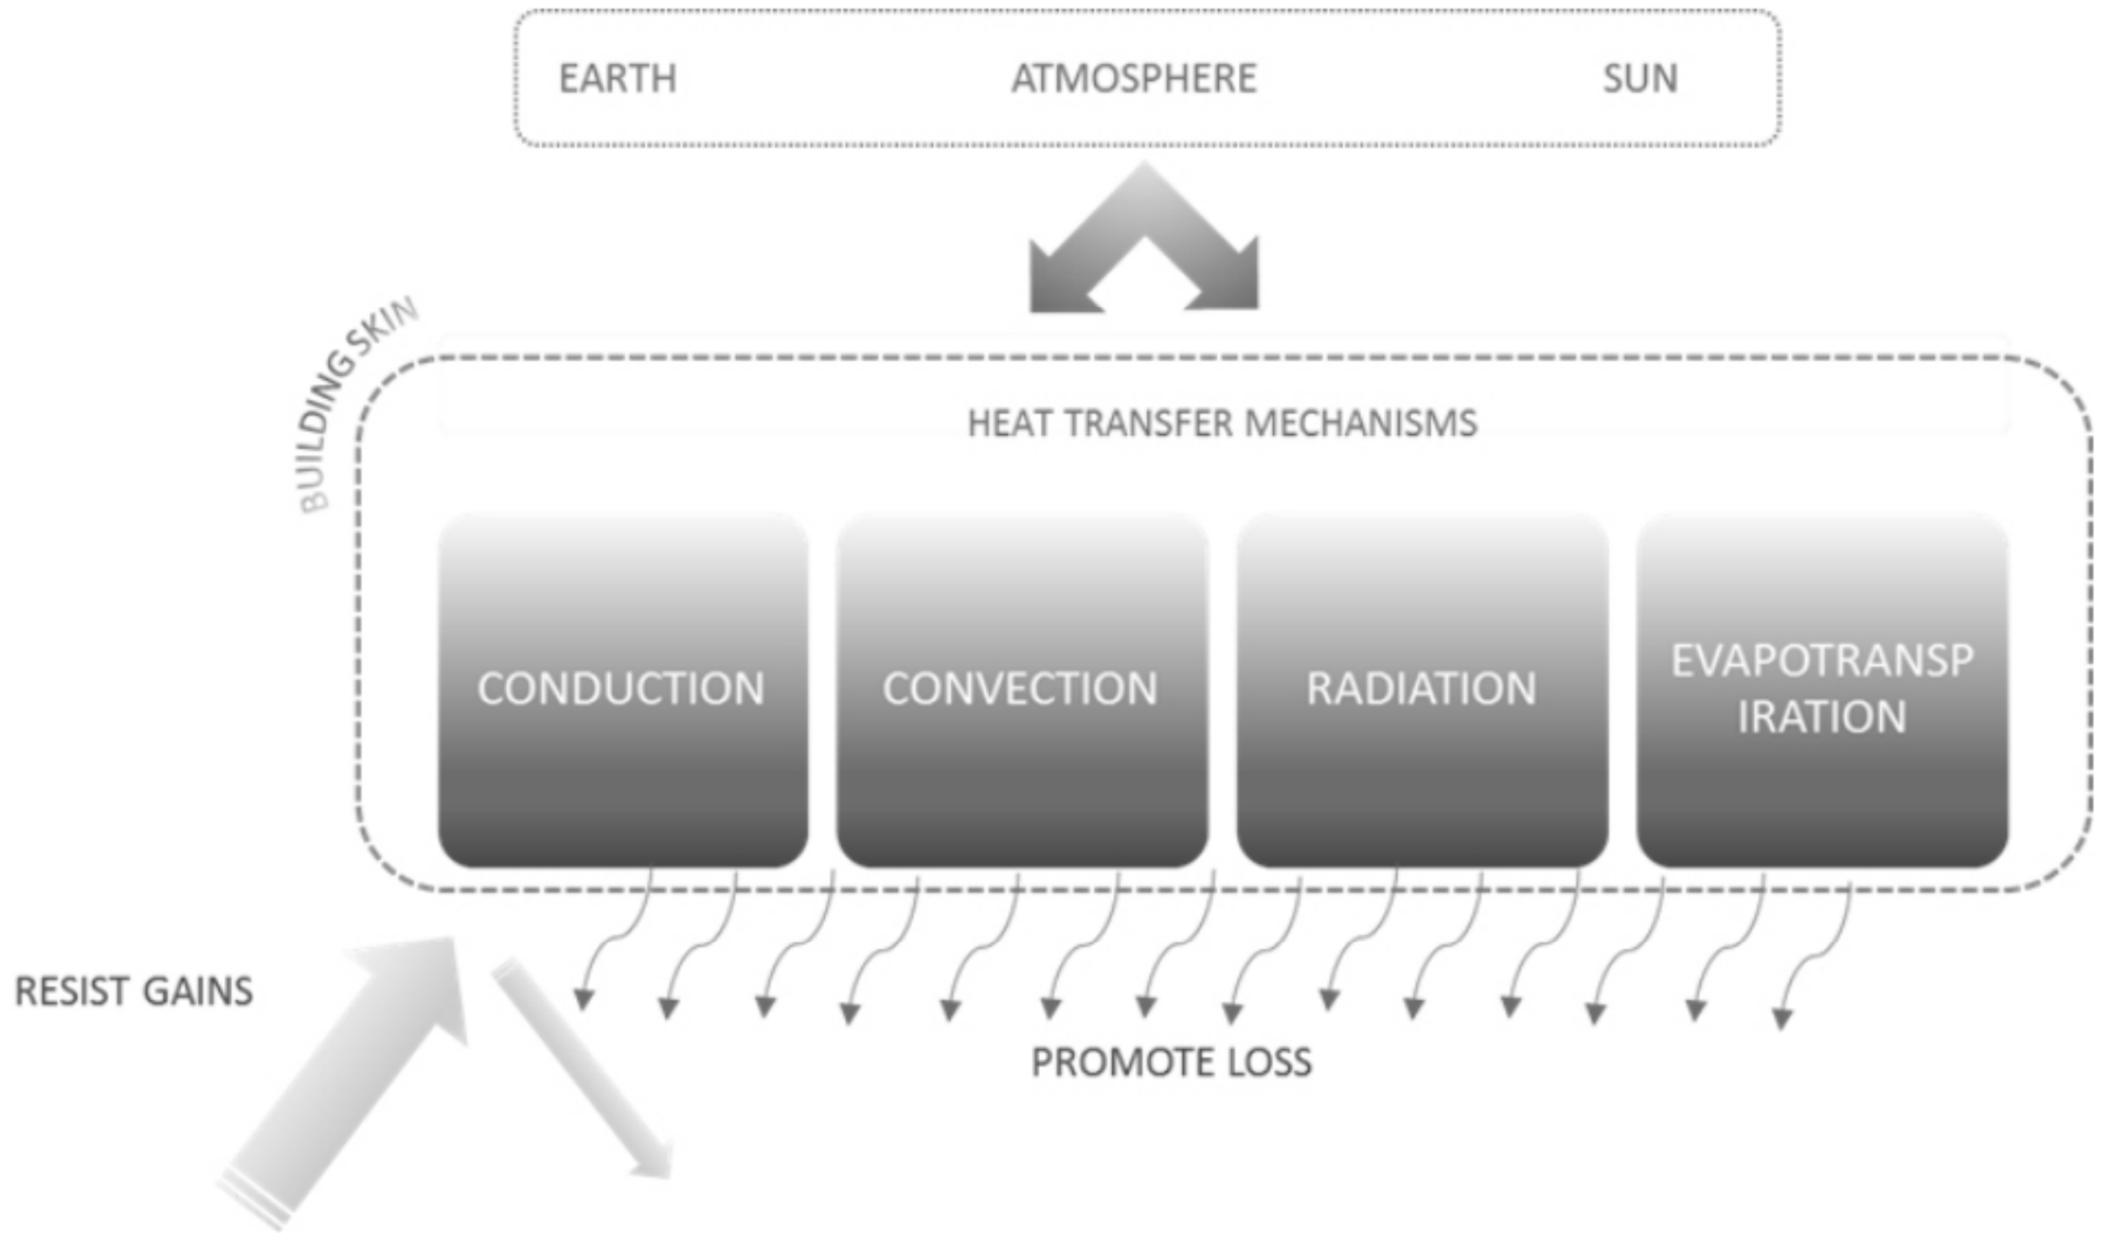 EARTH ATMOSPHERE SUN
BUILDING SKIN
HEAT TRANSFER MECHANISMS
CONDUCTION CONVECTION RADIATION EVAPOTRANSP
IRATION
RESIST GAINS
PROMOTE LOSS